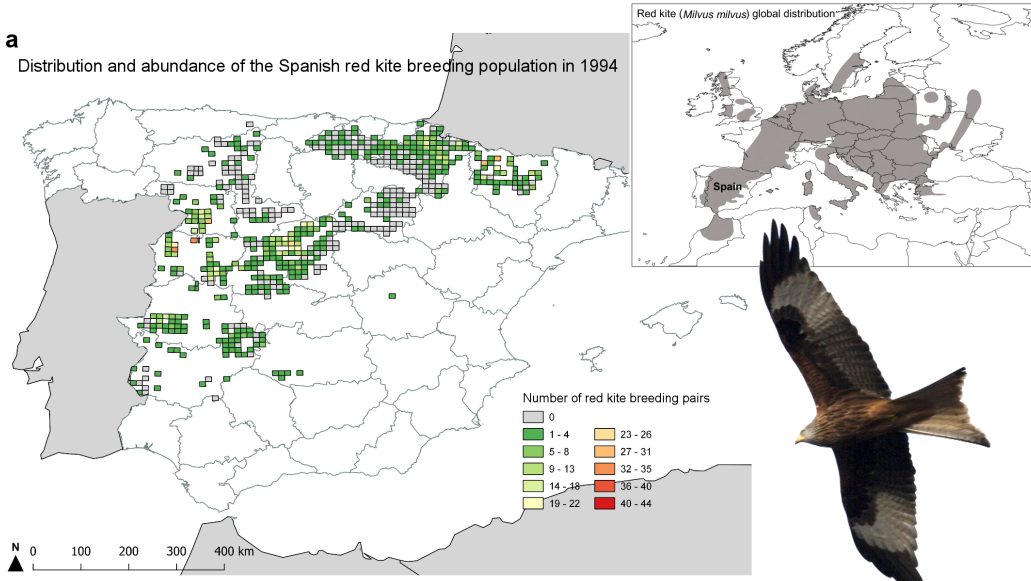 a
Distribution and abundance of the Spanish red kite breeding population in 1994
Red kite (Milvus milvus) global distribution
Spain
Number of red kite breeding pairs
0
1 - 4
5 - 8
9 - 13
14 - 18
19 - 22
23 - 26
27 - 31
32 - 35
36 - 40
40 - 44
N
0 100 200 300 400 km